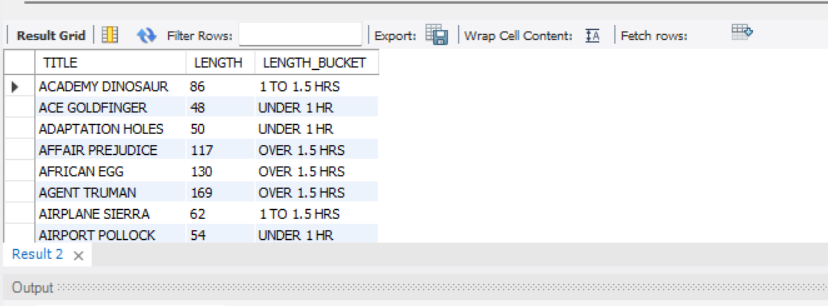 Result Grid Filter Rows: Export: Wrap Cell Content: Fetch rows:
TITLE LENGTH LENGTH_BUCKET
ACADEMY DINOSAUR 86 1 TO 1.5 HRS
ACE GOLDFINGER 48 UNDER 1 HR
ADAPTATION HOLES 50 UNDER 1 HR
AFFAIR PREJUDICE 117 OVER 1.5 HRS
AFRICAN EGG 130 OVER 1.5 HRS
AGENT TRUMAN 169 OVER 1.5 HRS
AIRPLANE SIERRA 62 1 TO 1.5 HRS
AIRPORT POLLOCK 54 UNDER 1 HR
Result 2
Output